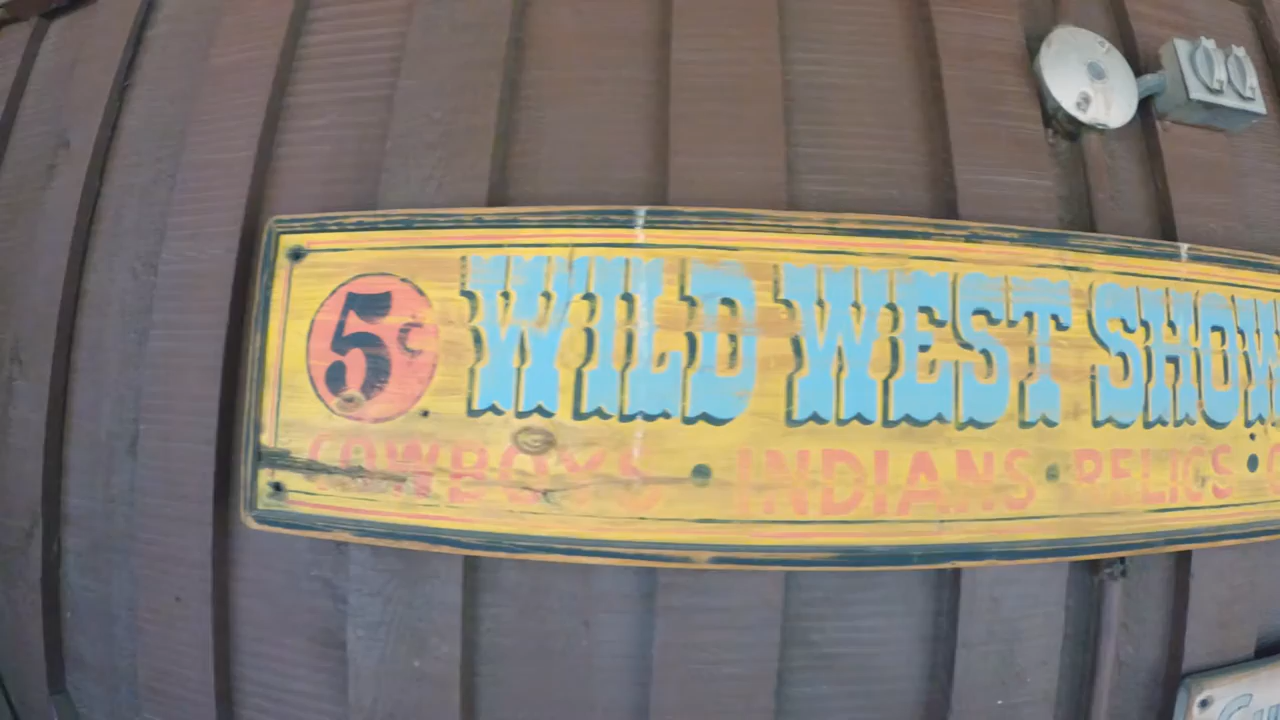 5¢ WILD WEST SHOW
COWBOYS • INDIANS • RELICS •